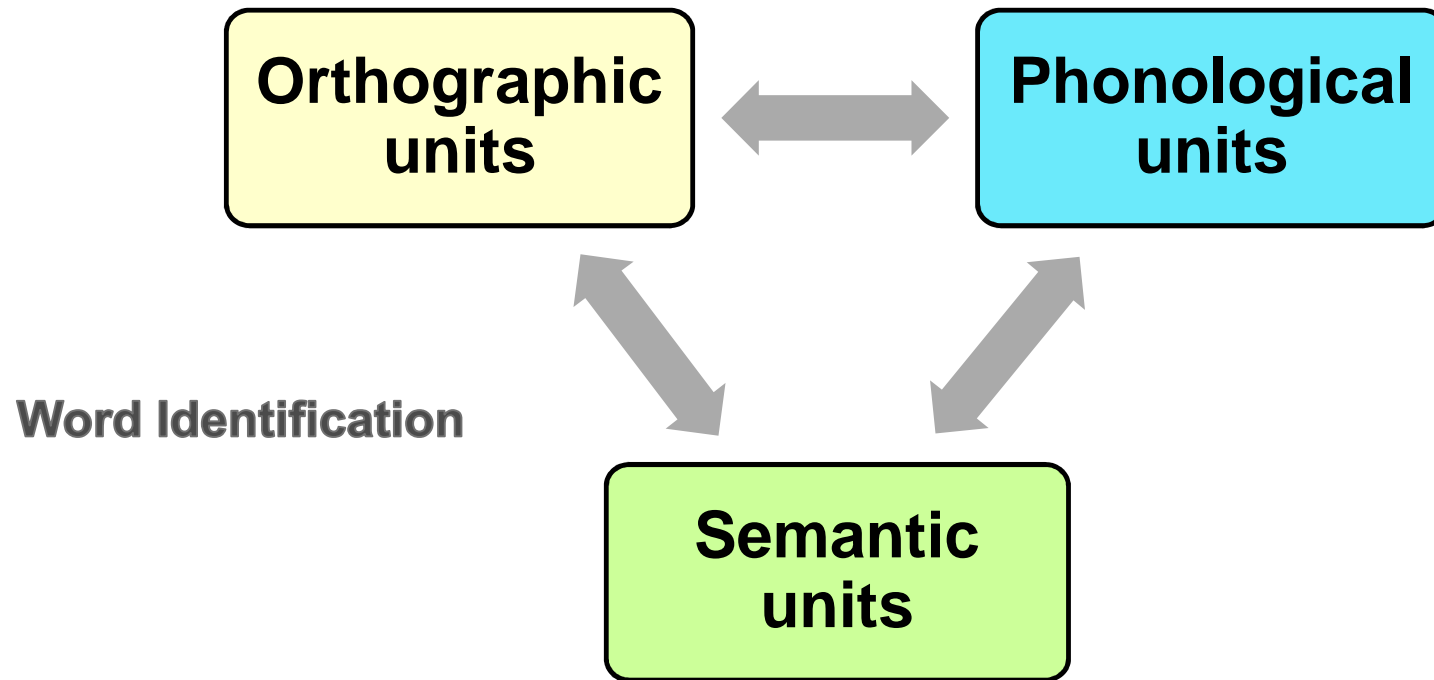 Orthographic
units
Phonological
units
Word Identification
Semantic
units